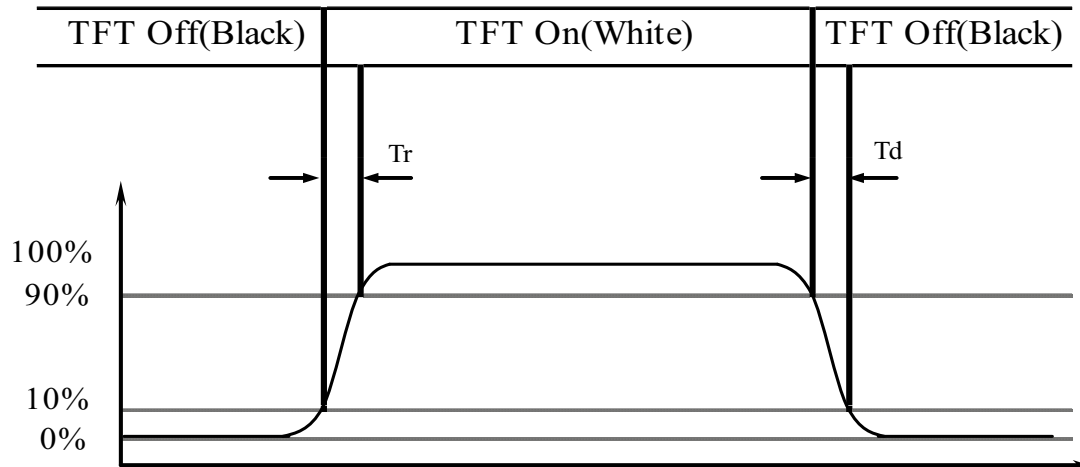 TFT Off(Black) TFT On(White) TFT Off(Black)
Tr Td
100%
90%
10%
0%